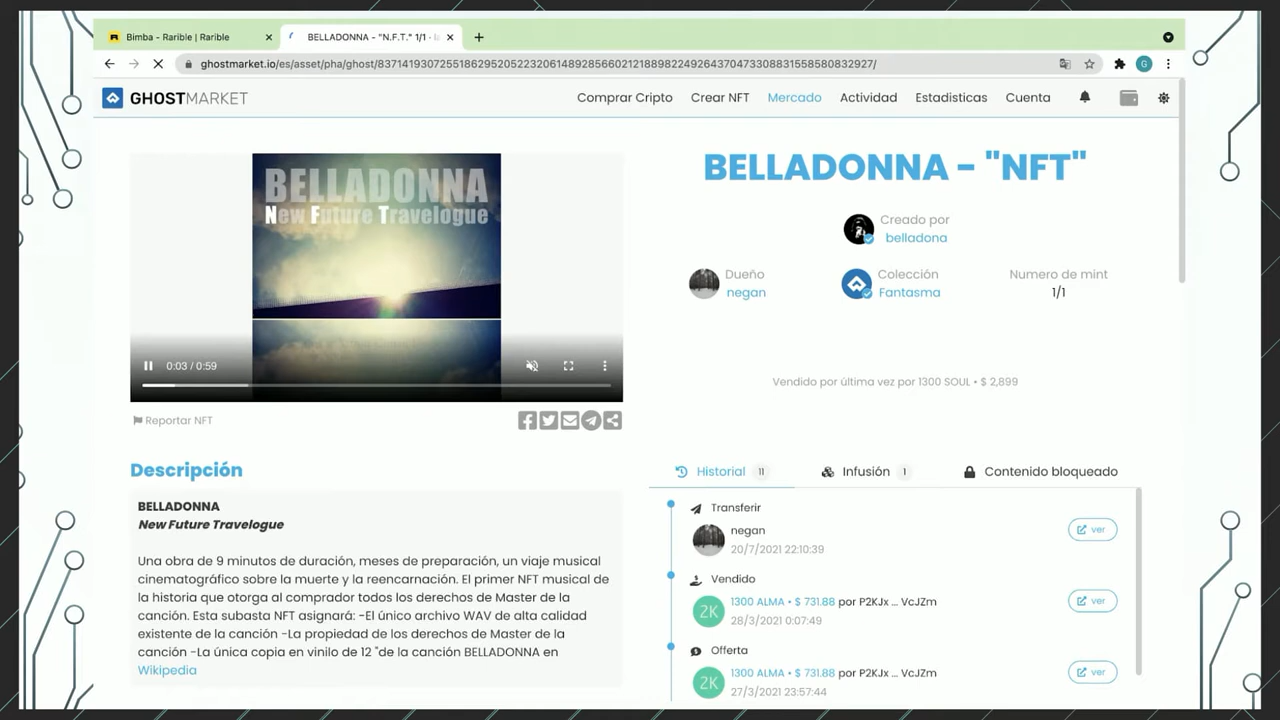 Bimba - Rarible | Rarible
BELLADONNA - "N.F.T." 1/1 -
ghostmarket.io/es/asset/pha/ghost/83714193072551862952052232061489285660212188982249264370473308831558580832927/
G
GHOSTMARKET
Comprar Cripto
Crear NFT
Mercado
Actividad
Estadisticas
Cuenta
BELLADONNA
New Future Travelogue
0:03 / 0:59
BELLADONNA - "NFT"
Creado por
belladona
Dueño
negan
Colección
Fantasma
Numero de mint
1/1
Vendido por última vez por 1300 SOUL • $ 2,899
Reportar NFT
Descripción
BELLADONNA
New Future Travelogue
Una obra de 9 minutos de duración, meses de preparación, un viaje musical
cinematográfico sobre la muerte y la reencarnación. El primer NFT musical de
la historia que otorga al comprador todos los derechos de Master de la
canción. Esta subasta NFT asignará: -El único archivo WAV de alta calidad
existente de la canción -La propiedad de los derechos de Master de la
canción -La única copia en vinilo de 12 "de la canción BELLADONNA en
Wikipedia
Historial 11
Infusión 1
Contenido bloqueado
Transferir
negan
20/7/2021 22:10:39
ver
Vendido
2K
1300 ALMA • $ 731.88 por P2KJx ... VcJZm
28/3/2021 0:07:49
ver
Offerta
2K
1300 ALMA • $ 731.88 por P2KJx ... VcJZm
27/3/2021 23:57:44
ver